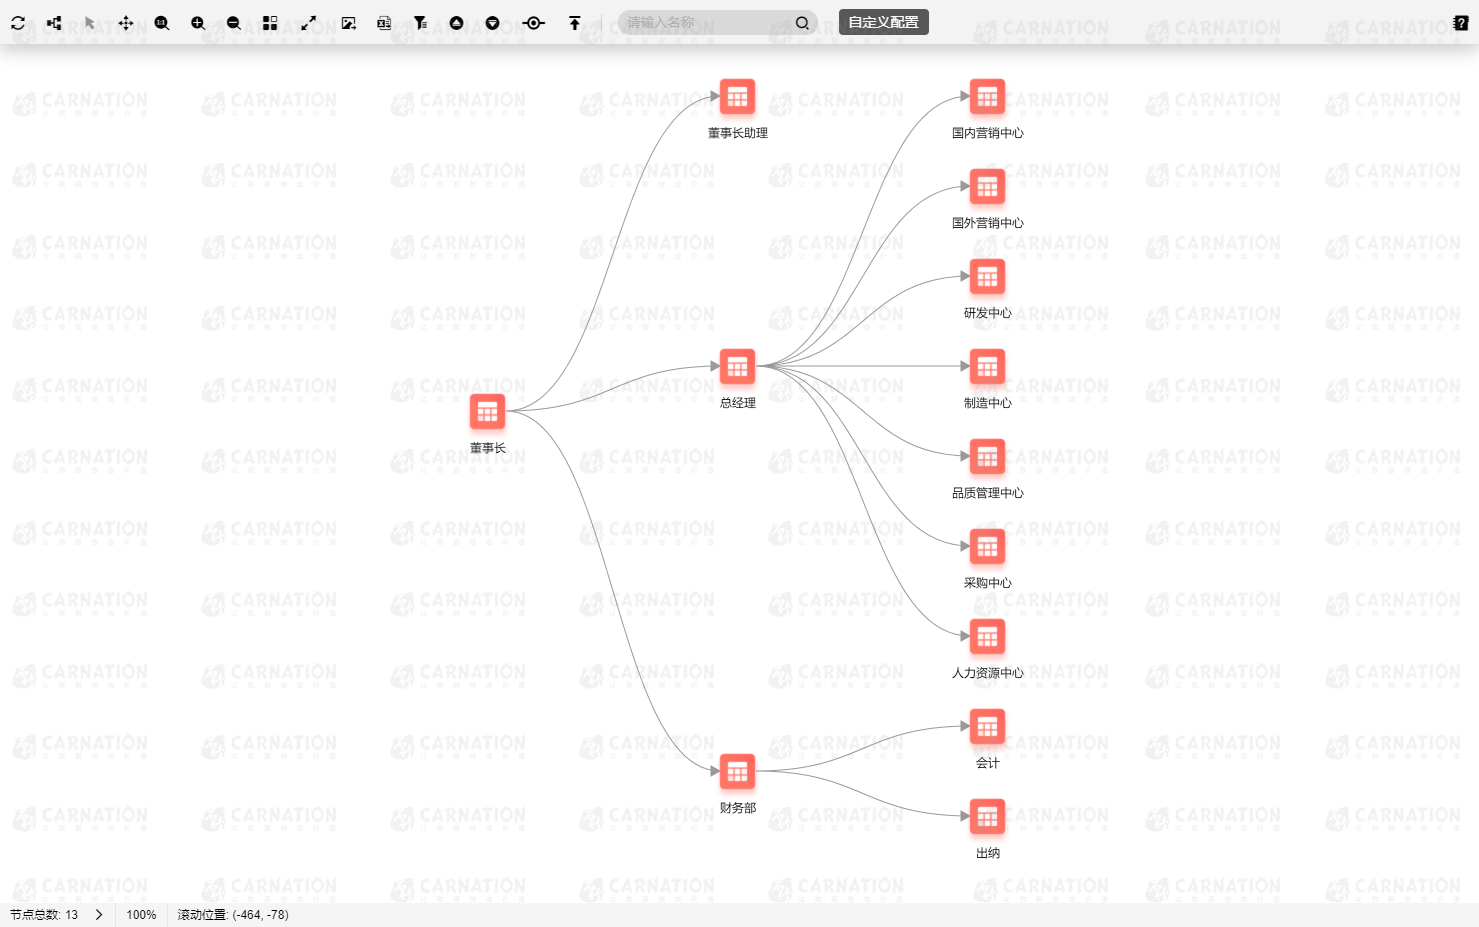 请输入名称
自定义配置
董事长助理
国内营销中心
国外营销中心
研发中心
总经理
制造中心
董事长
品质管理中心
采购中心
人力资源中心
会计
财务部
出纳
节点总数: 13
100%
滚动位置: (-464, -78)
CARNATION